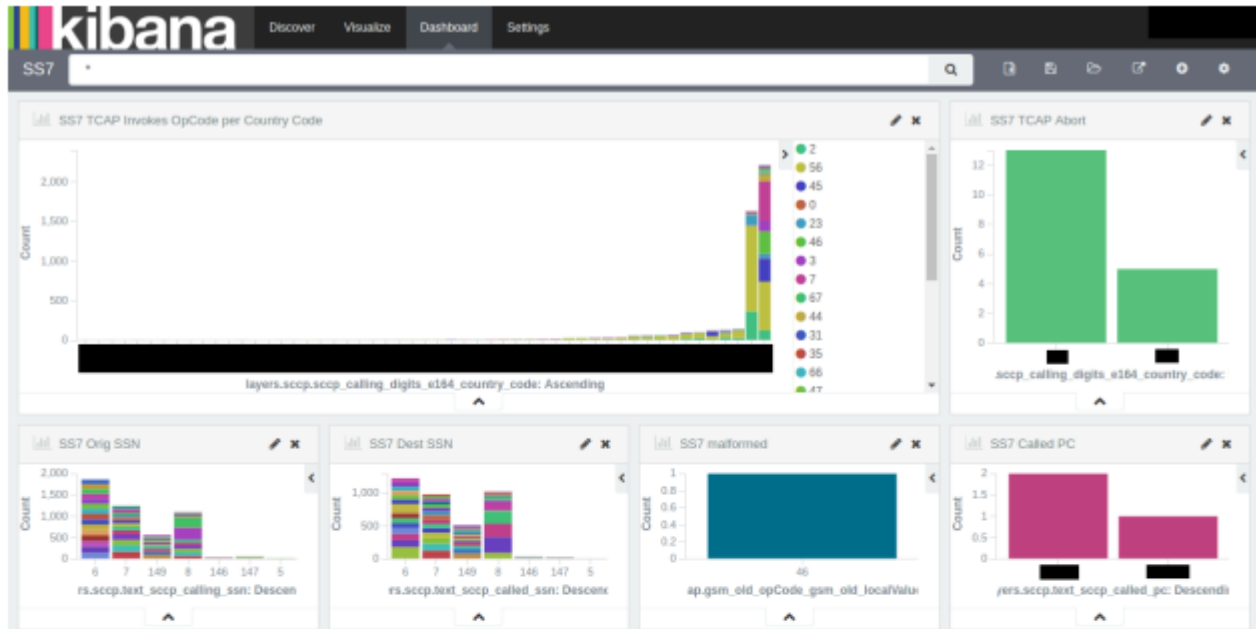 kibana
Discover Visualize Dashboard Settings
SS7 *
SS7 TCAP Invokes OpCode per Country Code
2,000
1,500
1,000
500
0
Count
layers.sccp.sccp_calling_digits_e164_country_code: Ascending
2
56
45
0
23
46
3
7
67
44
31
35
66
47
SS7 TCAP Abort
12
10
8
6
4
2
0
Count
.sccp_calling_digits_e164_country_code:
SS7 Orig SSN
2,000
1,500
1,000
500
0
Count
6 7 149 8 146 147 5
rs.sccp.text_sccp_calling_ssn: Descen
SS7 Dest SSN
1,000
500
0
Count
6 7 149 8 146 147 5
rs.sccp.text_sccp_called_ssn: Descend
SS7 malformed
1
0.8
0.6
0.4
0.2
0
Count
46
ap.gsm_old_opCode_gsm_old_localValu
SS7 Called PC
2
1.5
1
0.5
0
Count
yers.sccp.text_sccp_called_pc: Descendi